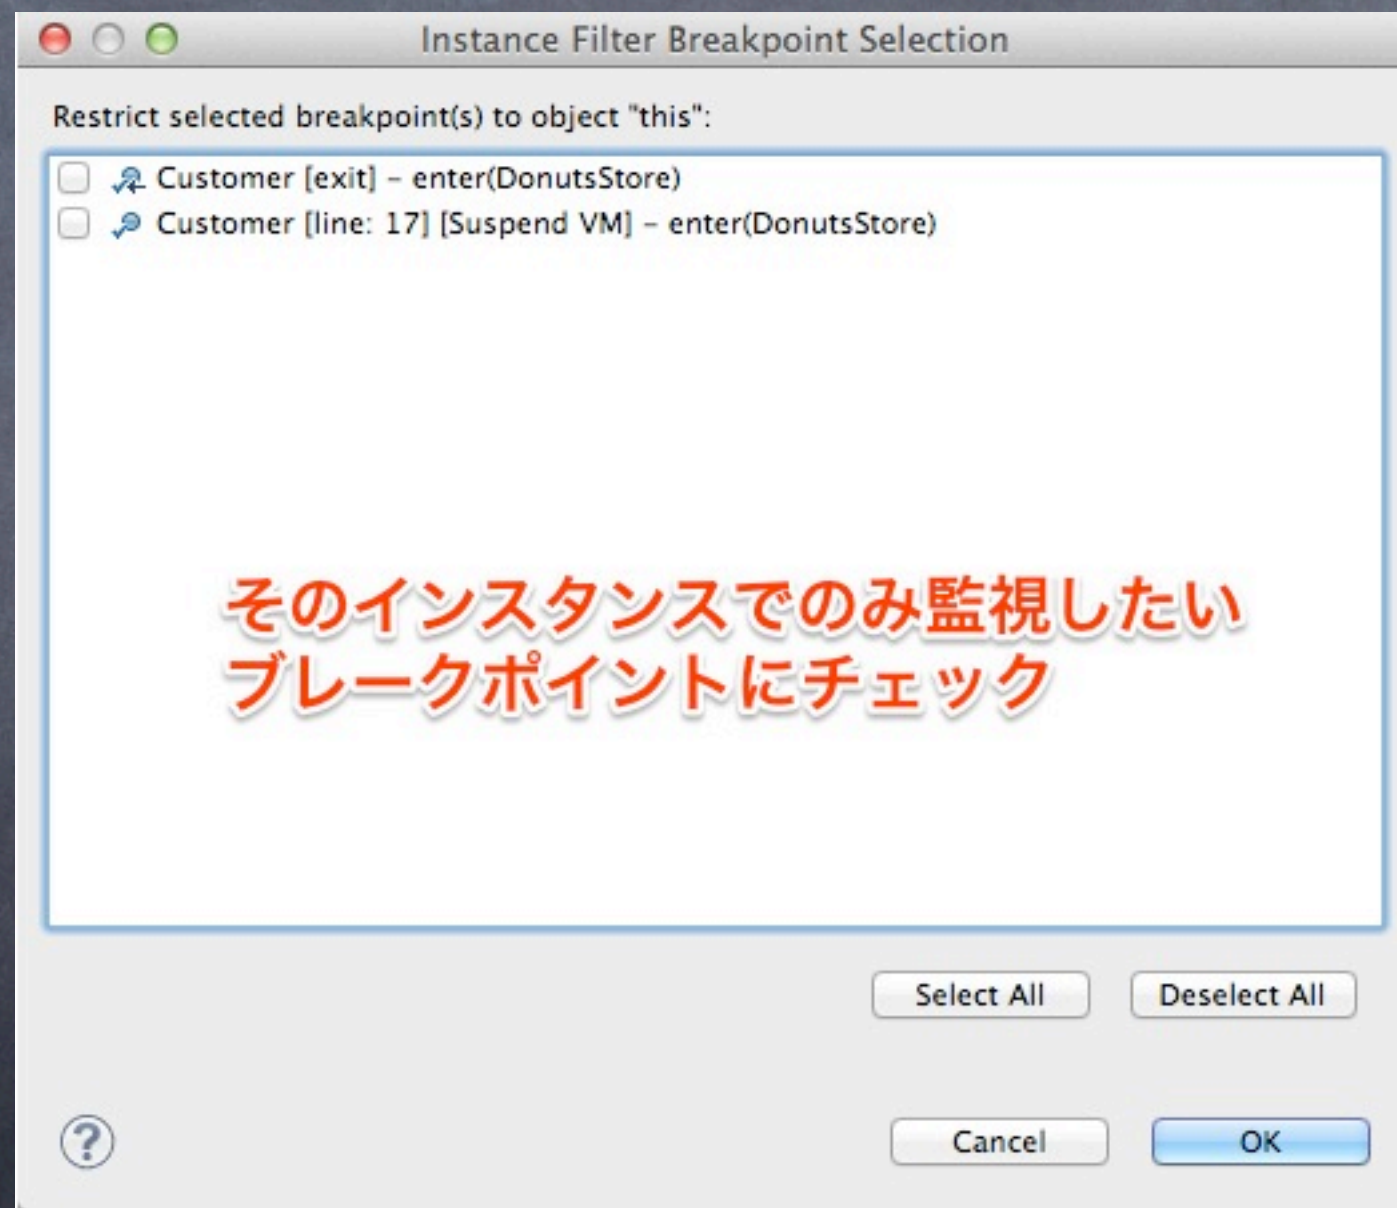 Instance Filter Breakpoint Selection
Restrict selected breakpoint(s) to object "this":
Customer [exit] – enter(DonutsStore)
Customer [line: 17] [Suspend VM] – enter(DonutsStore)
そのインスタンスでのみ監視したい
ブレークポイントにチェック
Select All Deselect All
? Cancel OK